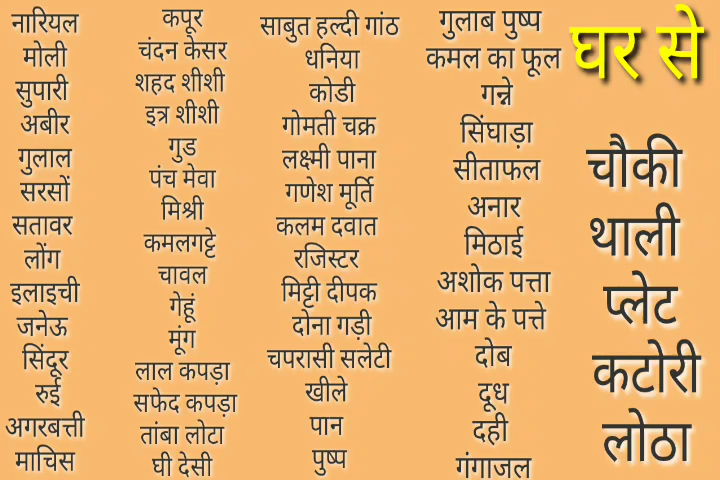 नारियल
मोली
सुपारी
अबीर
गुलाल
सरसों
सतावर
लोंग
इलाइची
जनेऊ
सिंदूर
रुई
अगरबत्ती
माचिस
कपूर
चंदन केसर
शहद शीशी
इत्र शीशी
गुड
पंच मेवा
मिश्री
कमलगट्टे
चावल
गेहूं
मूंग
लाल कपड़ा
सफेद कपड़ा
तांबा लोटा
घी देसी
साबुत हल्दी गांठ
धनिया
कोडी
गोमती चक्र
लक्ष्मी पाना
गणेश मूर्ति
कलम दवात
रजिस्टर
मिट्टी दीपक
दोना गड़ी
चपरासी सलेटी
खीले
पान
पुष्प
गुलाब पुष्प
कमल का फूल
गन्ने
सिंघाड़ा
सीताफल
अनार
मिठाई
अशोक पत्ता
आम के पत्ते
दोब
दूध
दही
गंगाजल
घर से
चौकी
थाली
प्लेट
कटोरी
लोठा